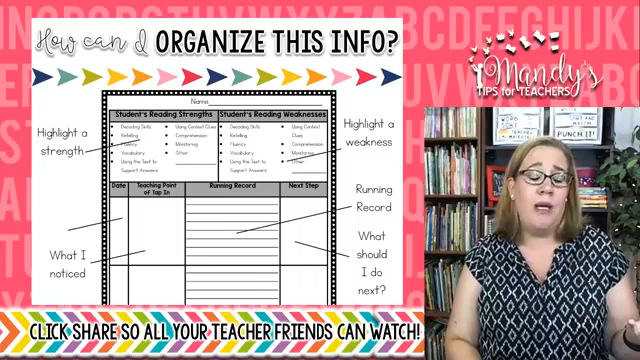 How can I ORGANIZE THIS INFO?
Mandy's
TIPS for TEACHERS
PUNCH IT!
Name
Student's Reading Strengths Student's Reading Weaknesses
Decoding Skills
Retelling
Fluency
Vocabulary
Using the Text to
Support Answers
Using Context Clues
Comprehension
Monitoring
Other
Decoding Skills
Retelling
Fluency
Vocabulary
Using the Text to
Support Answers
Using Context
Clues
Comprehension
Monitoring
Other
Date Teaching Point of Tap In Running Record Next Step
Highlight a
strength
Highlight a
weakness
Running
Record
What I
noticed
What
should
I do
next?
CLICK SHARE SO ALL YOUR TEACHER FRIENDS CAN WATCH!